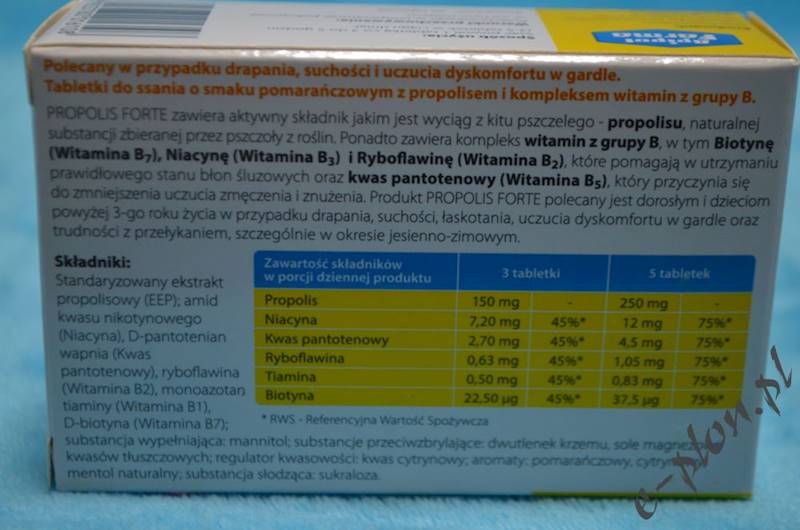 Apipol
Farma
Sposób użycia:
Polecany w przypadku drapania, suchości i uczucia dyskomfortu w gardle.
Tabletki do ssania o smaku pomarańczowym z propolisem i kompleksem witamin z grupy B.
PROPOLIS FORTE zawiera aktywny składnik jakim jest wyciąg z kitu pszczelego - propolisu, naturalnej
substancji zbieranej przez pszczoły z roślin. Ponadto zawiera kompleks witamin z grupy B, w tym Biotynę
(Witamina B7), Niacynę (Witamina B3) i Ryboflawinę (Witamina B2), które pomagają w utrzymaniu
prawidłowego stanu błon śluzowych oraz kwas pantotenowy (Witamina B5), który przyczynia się
do zmniejszenia uczucia zmęczenia i znużenia. Produkt PROPOLIS FORTE polecany jest dorosłym i dzieciom
powyżej 3-go roku życia w przypadku drapania, suchości, łaskotania, uczucia dyskomfortu w gardle oraz
trudności z przełykaniem, szczególnie w okresie jesienno-zimowym.
Składniki:
Standaryzowany ekstrakt
propolisowy (EEP); amid
kwasu nikotynowego
(Niacyna), D-pantotenian
wapnia (Kwas
pantotenowy), ryboflawina
(Witamina B2), monoazotan
tiaminy (Witamina B1),
D-biotyna (Witamina B7);
substancja wypełniająca: mannitol; substancje przeciwzbrylające: dwutlenek krzemu, sole
kwasów tłuszczowych; regulator kwasowości: kwas cytrynowy; aromaty: pomarańczowy,
mentol naturalny; substancja słodząca: sukraloza.
Zawartość składników
w porcji dziennej produktu 3 tabletki 5 tabletek
Propolis 150 mg - 250 mg -
Niacyna 7,20 mg 45%* 12 mg 75%*
Kwas pantotenowy 2,70 mg 45%* 4,5 mg 75%*
Ryboflawina 0,63 mg 45%* 1,05 mg 75%*
Tiamina 0,50 mg 45%* 0,83 mg 75%*
Biotyna 22,50 µg 45%* 37,5 µg 75%*
* RWS - Referencyjna Wartość Spożywcza
e-plon.pl